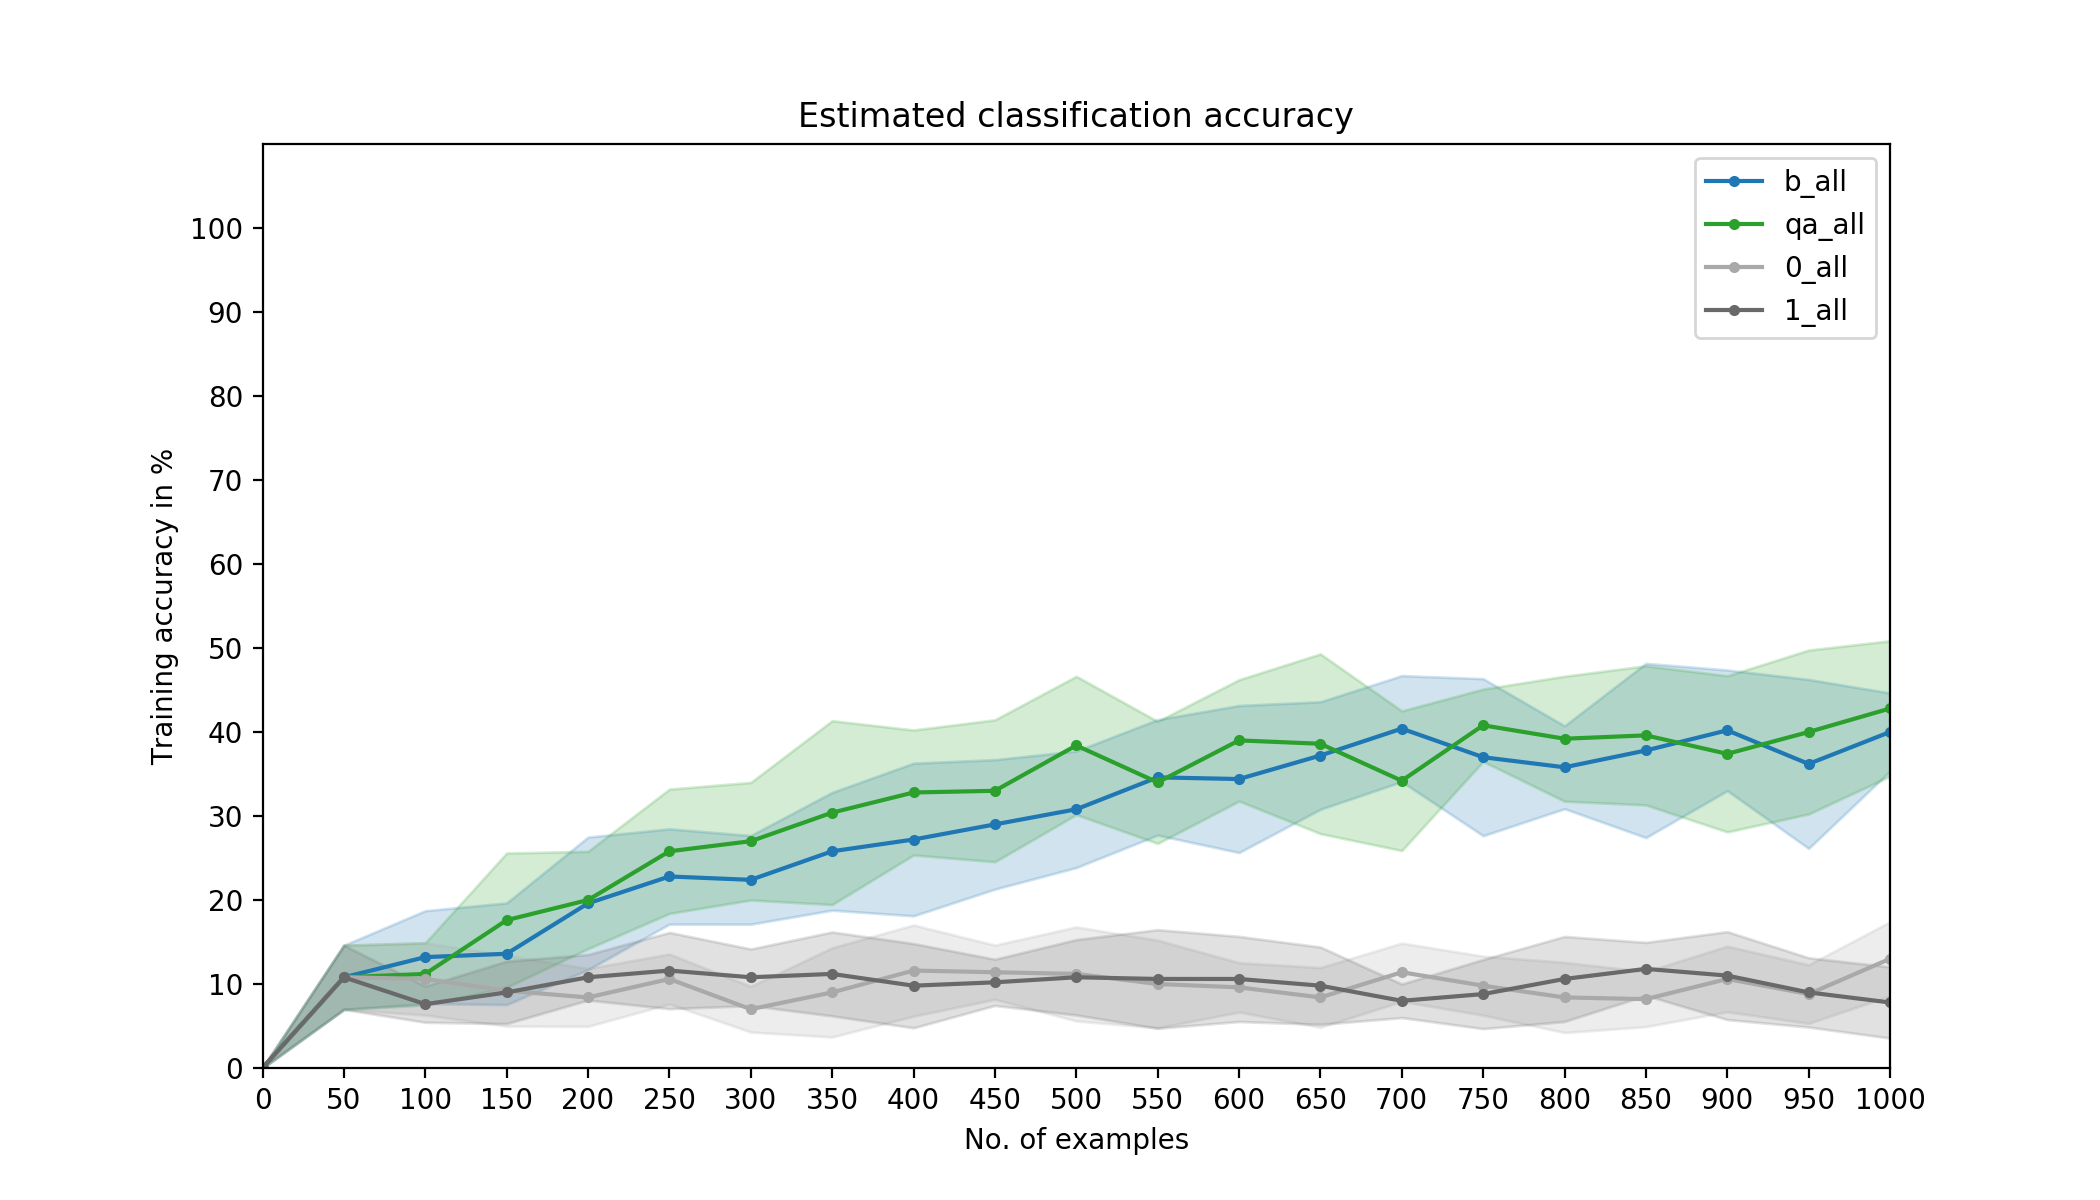 Estimated classification accuracy
b_all
qa_all
0_all
1_all
100
90
80
70
60
50
40
30
20
10
0
Training accuracy in %
0 50 100 150 200 250 300 350 400 450 500 550 600 650 700 750 800 850 900 950 1000
No. of examples